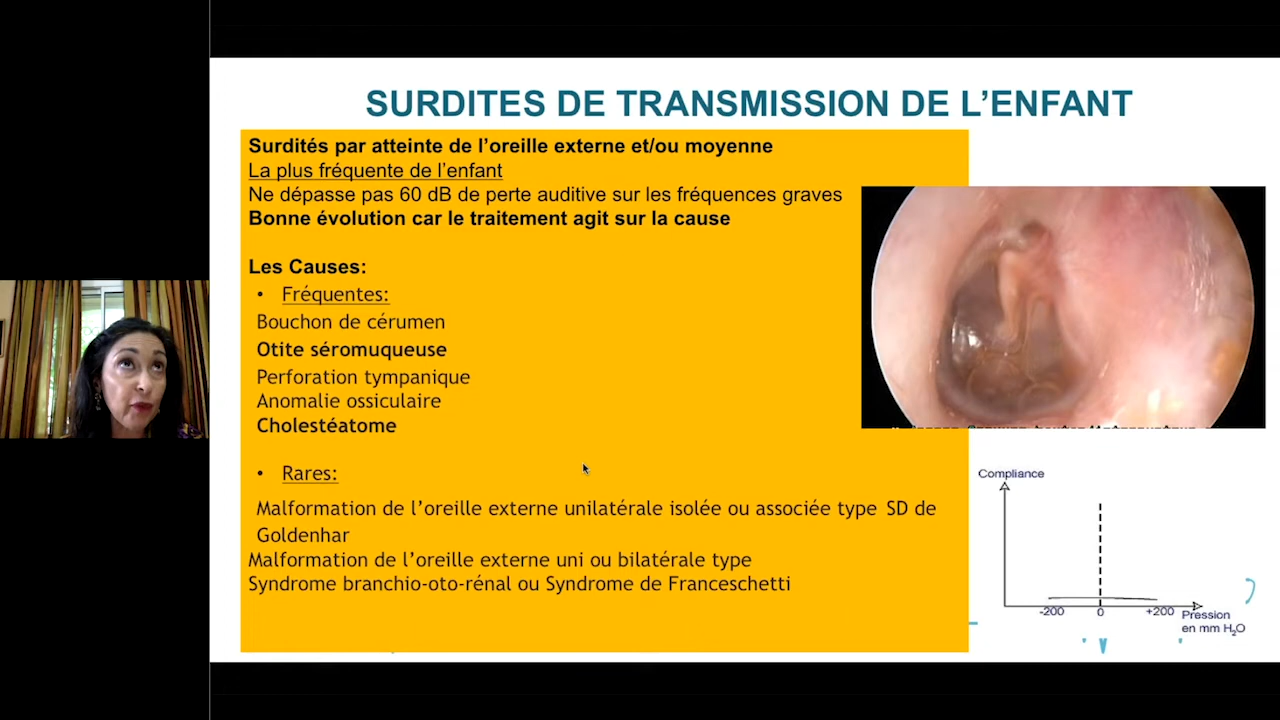 SURDITES DE TRANSMISSION DE L'ENFANT
Surdités par atteinte de l'oreille externe et/ou moyenne
La plus fréquente de l'enfant
Ne dépasse pas 60 dB de perte auditive sur les fréquences graves
Bonne évolution car le traitement agit sur la cause
Les Causes:
• Fréquentes:
Bouchon de cérumen
Otite séromuqueuse
Perforation tympanique
Anomalie ossiculaire
Cholestéatome
• Rares:
Malformation de l'oreille externe unilatérale isolée ou associée type SD de
Goldenhar
Malformation de l'oreille externe uni ou bilatérale type
Syndrome branchio-oto-rénal ou Syndrome de Franceschetti
Compliance
-200 0 +200
Pression
en mm H₂O